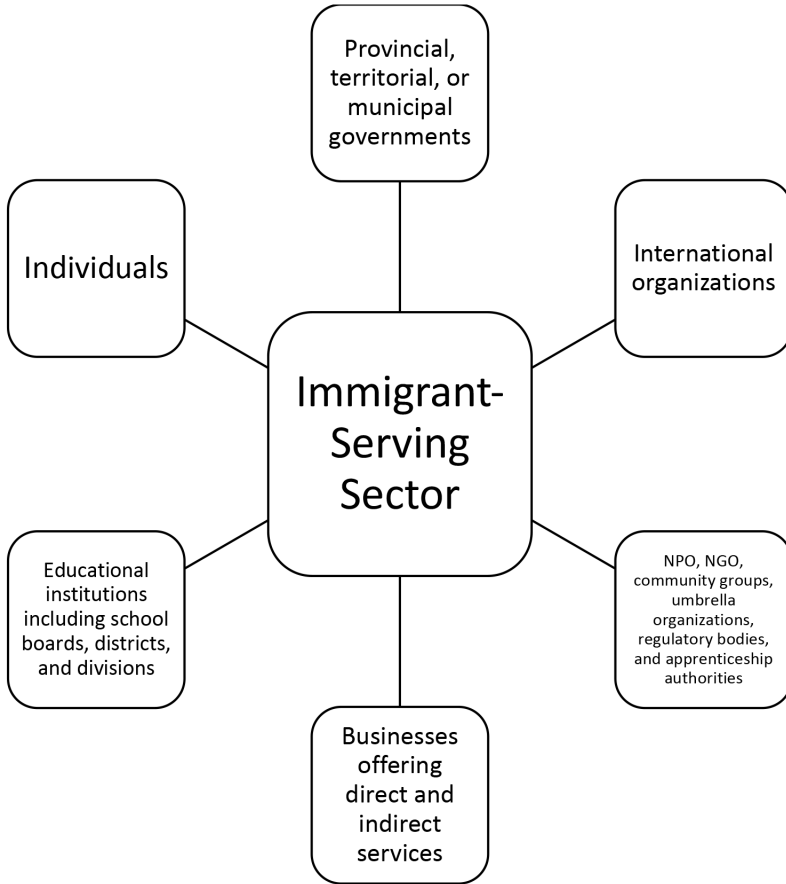 Provincial,
territorial, or
municipal
governments
Individuals
International
organizations
Immigrant-
Serving
Sector
Educational
institutions
including school
boards, districts,
and divisions
NPO, NGO,
community groups,
umbrella
organizations,
regulatory bodies,
and apprenticeship
authorities
Businesses
offering
direct and
indirect
services